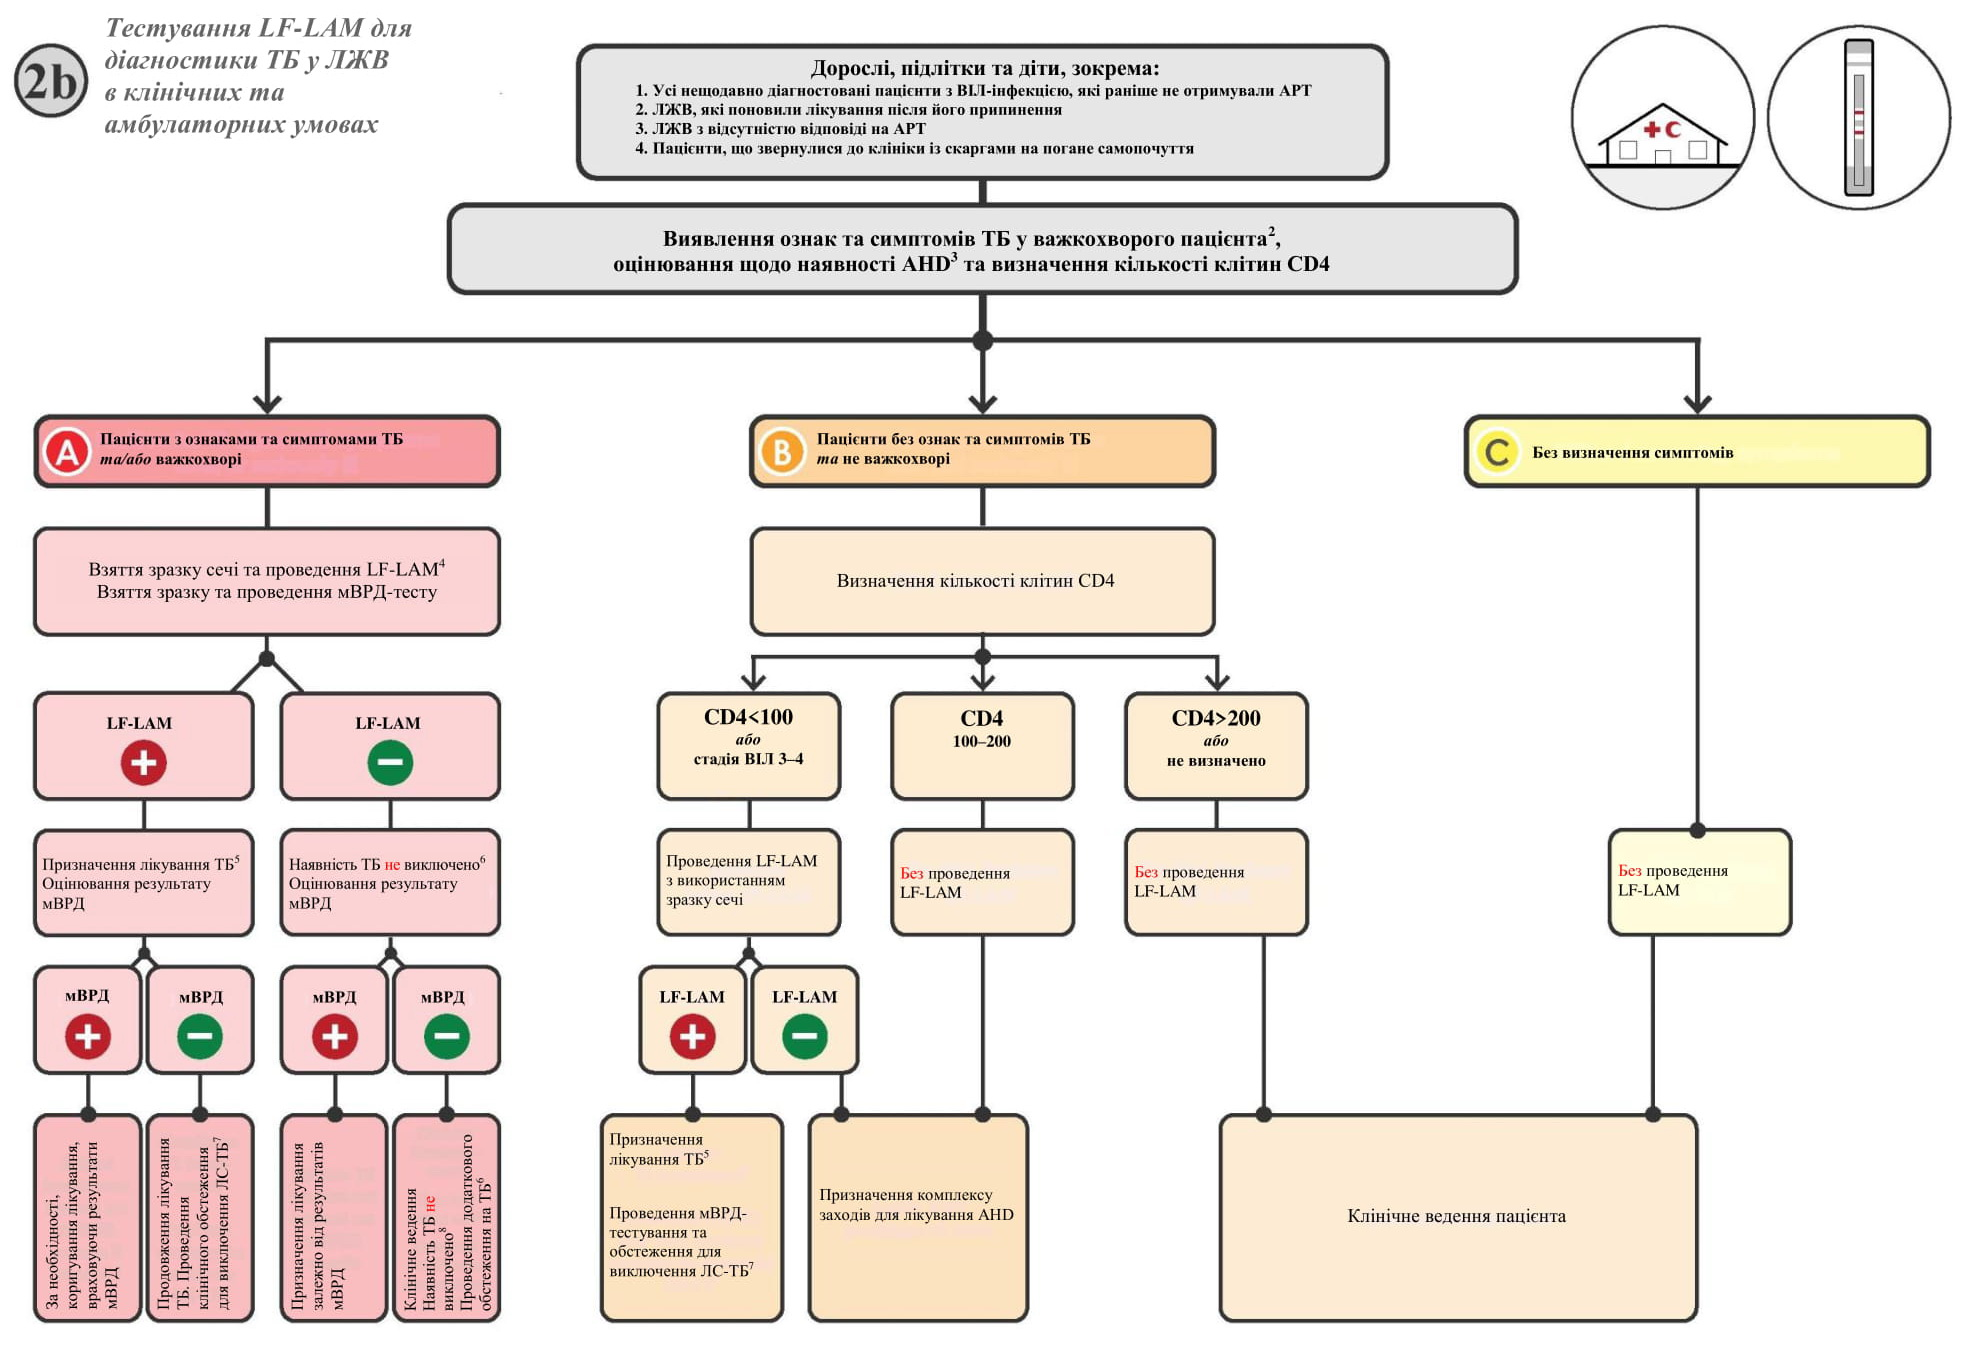 2b
Тестування LF-LAM для
діагностики ТБ у ЛЖВ
в клінічних та
амбулаторних умовах
Дорослі, підлітки та діти, зокрема:
1. Усі нещодавно діагностовані пацієнти з ВІЛ-інфекцією, які раніше не отримували АРТ
2. ЛЖВ, які поновили лікування після його припинення
3. ЛЖВ з відсутністю відповіді на АРТ
4. Пацієнти, що звернулися до клініки із скаргами на погане самопочуття
Виявлення ознак та симптомів ТБ у важкохворого пацієнта²,
оцінювання щодо наявності AHD³ та визначення кількості клітин CD4
A
Пацієнти з ознаками та симптомами ТБ
та/або важкохворі
B
Пацієнти без ознак та симптомів ТБ
та не важкохворі
C
Без визначення симптомів
Взяття зразку сечі та проведення LF-LAM⁴
Взяття зразку та проведення мВРД-тесту
Визначення кількості клітин CD4
LF-LAM
+
LF-LAM
−
CD4<100
або
стадія ВІЛ 3–4
CD4
100–200
CD4>200
або
не визначено
Призначення лікування ТБ⁵
Оцінювання результату
мВРД
Наявність ТБ не виключено⁶
Оцінювання результату
мВРД
Проведення LF-LAM
з використанням
зразку сечі
Без проведення
LF-LAM
Без проведення
LF-LAM
Без проведення
LF-LAM
мВРД
+
мВРД
−
мВРД
+
мВРД
−
LF-LAM
+
LF-LAM
−
За необхідності,
коригування лікування,
враховуючи результати
мВРД
Продовження лікування
ТБ. Проведення
клінічного обстеження
для виключення ЛС-ТБ⁷
Призначення лікування
залежно від результатів
мВРД
Клінічне ведення
Наявність ТБ не
виключено⁸
Проведення додаткового
обстеження на ТБ⁶
Призначення
лікування ТБ⁵
Проведення мВРД-
тестування та
обстеження для
виключення ЛС-ТБ⁷
Призначення комплексу
заходів для лікування AHD
Клінічне ведення пацієнта